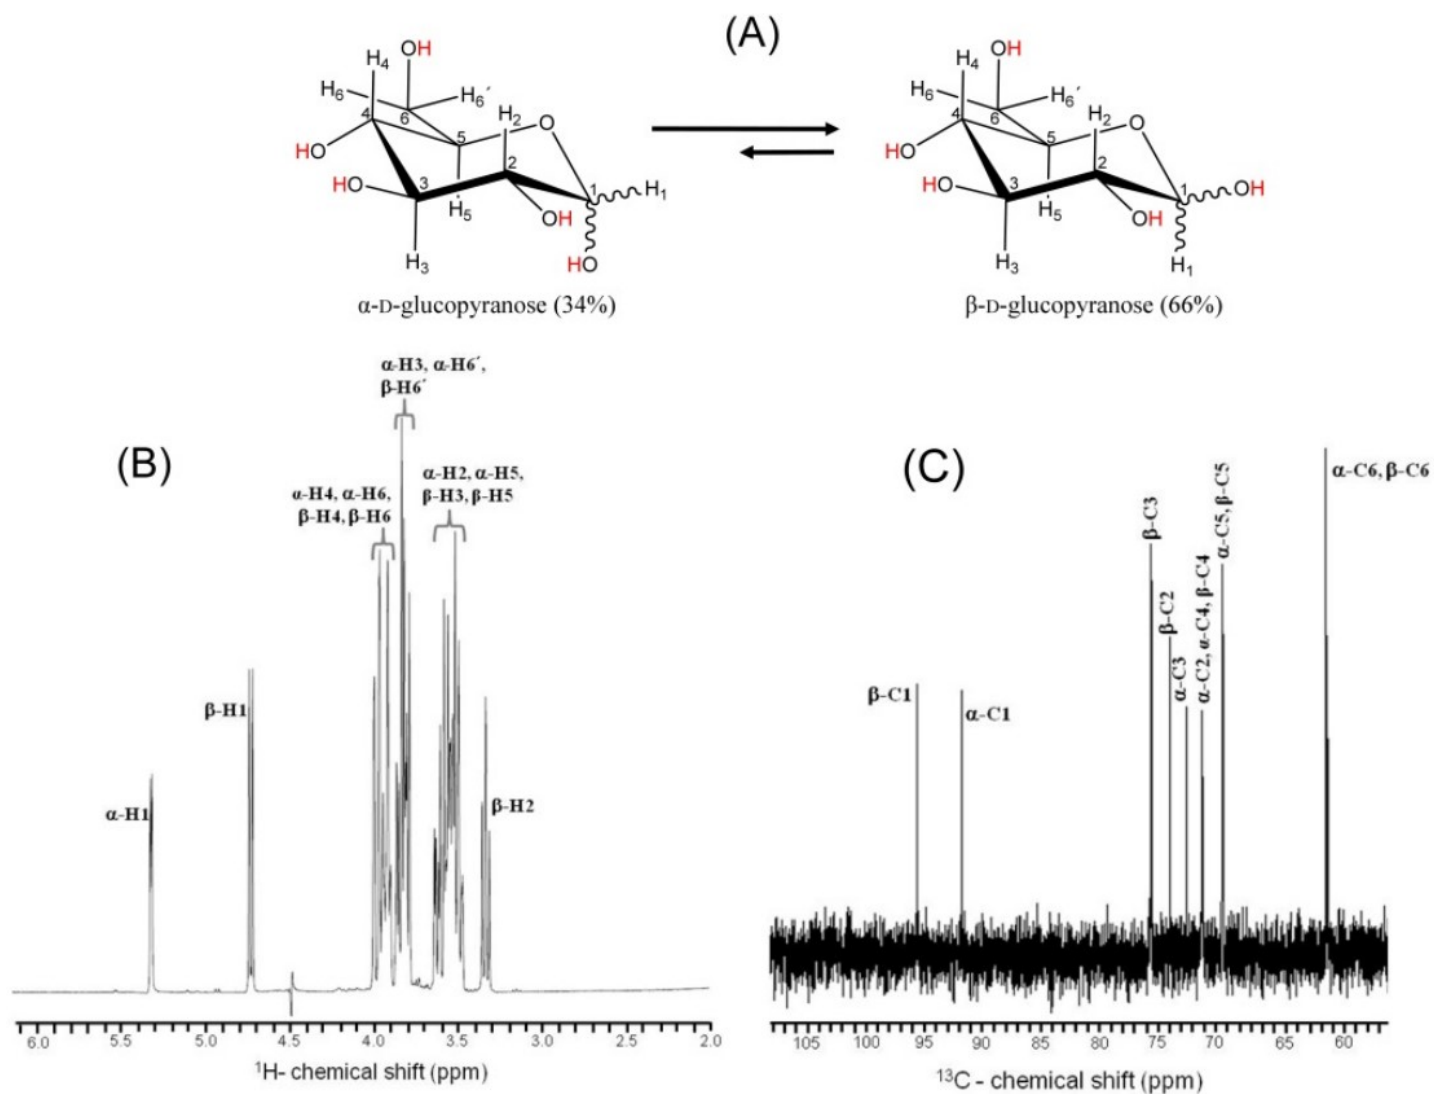 (A)
OH
H4
H6
H6´
6
4
H2
O
5
HO
2
HO
3
1
H1
H5
OH
H3
HO
α-D-glucopyranose (34%)
OH
H4
H6
H6´
6
4
H2
O
5
HO
2
HO
3
1
OH
H5
OH
H3
H1
β-D-glucopyranose (66%)
(B)
α-H3, α-H6´,
β-H6´
α-H4, α-H6,
β-H4, β-H6
α-H2, α-H5,
β-H3, β-H5
β-H1
α-H1
β-H2
6.0 5.5 5.0 4.5 4.0 3.5 3.0 2.5 2.0
¹H- chemical shift (ppm)
(C)
β-C1
α-C1
β-C3
β-C2
α-C3
α-C2, α-C4, β-C4
α-C5, β-C5
α-C6, β-C6
105 100 95 90 85 80 75 70 65 60
¹³C - chemical shift (ppm)